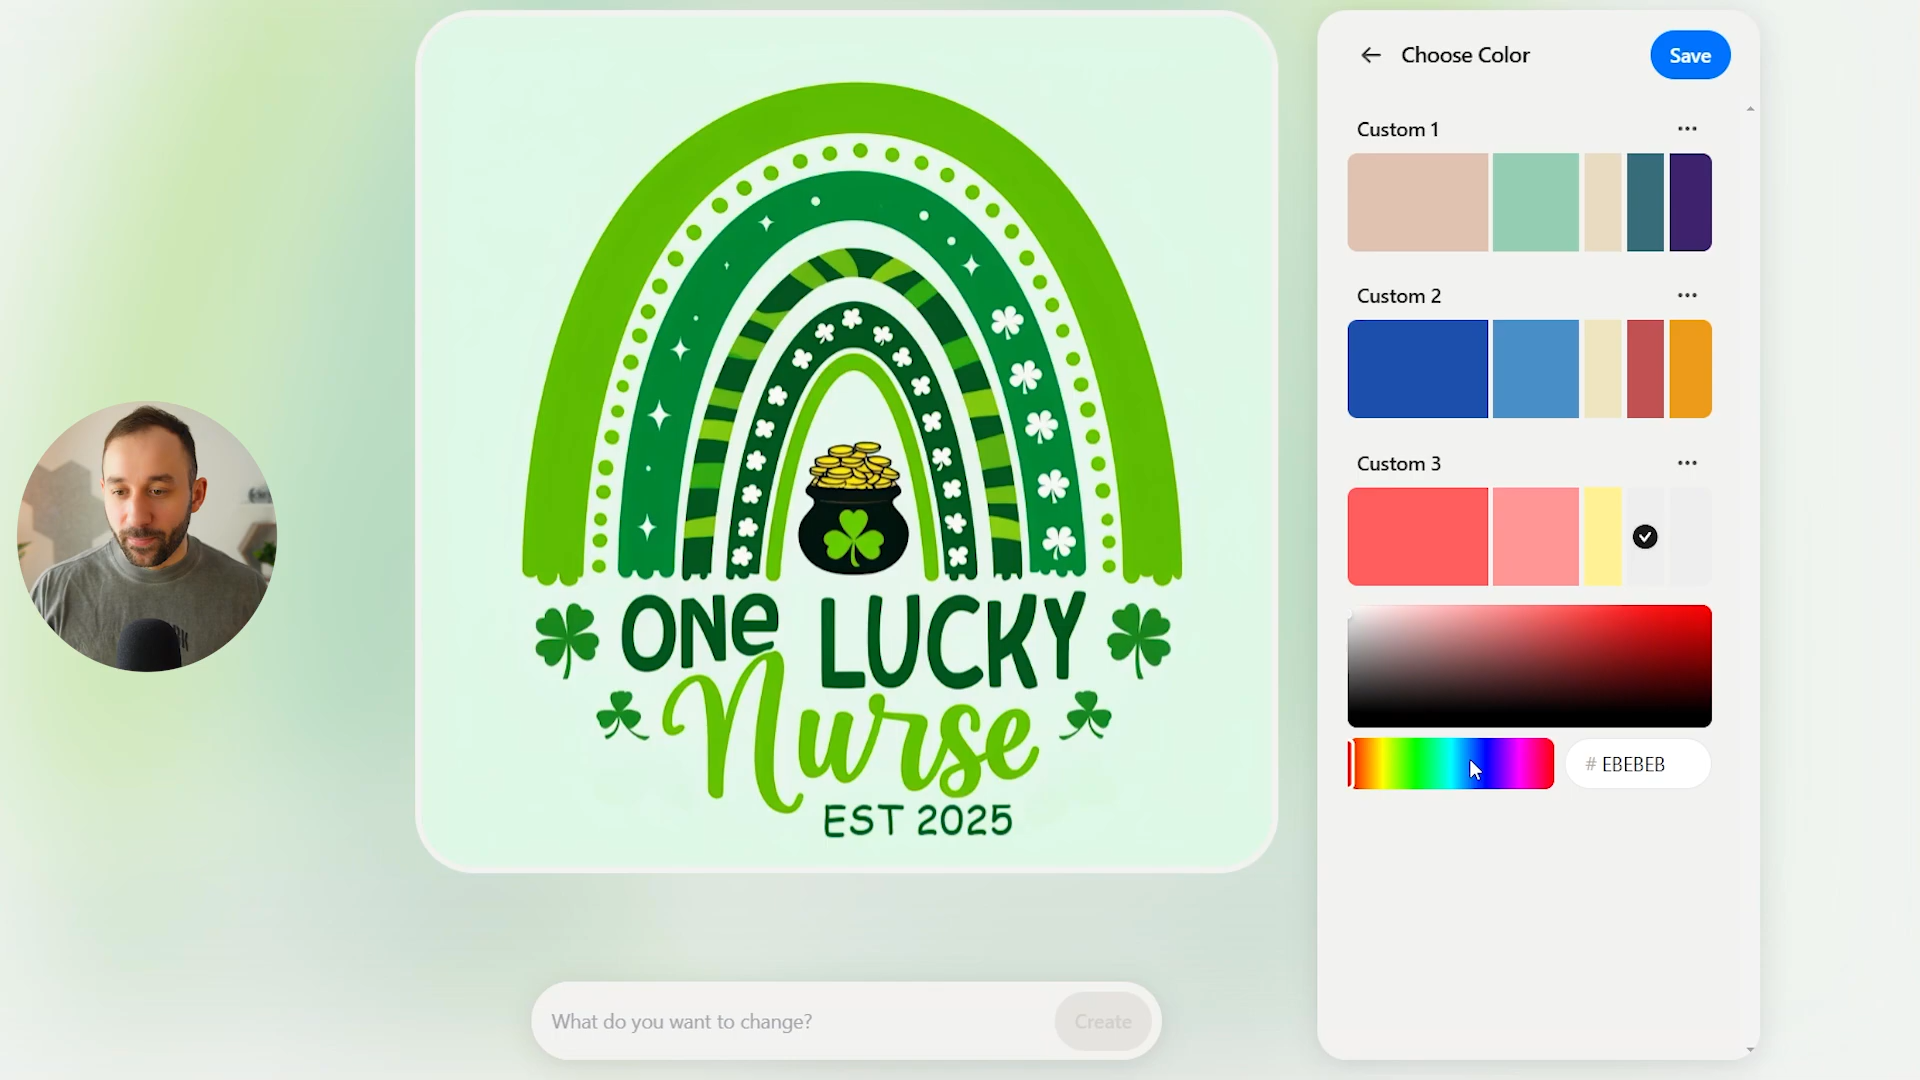 Choose Color
Save
Custom 1
Custom 2
Custom 3
# EBEBEB
ONe LUCKY
Nurse
EST 2025
What do you want to change?
Create